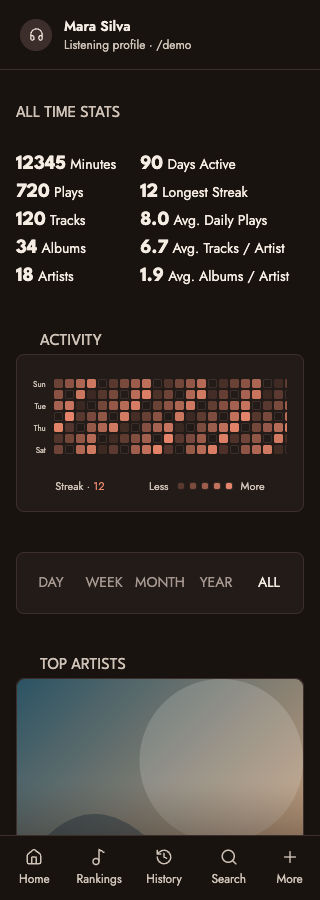 Mara Silva
Listening profile · /demo
ALL TIME STATS
12345 Minutes
90 Days Active
720 Plays
12 Longest Streak
120 Tracks
8.0 Avg. Daily Plays
34 Albums
6.7 Avg. Tracks / Artist
18 Artists
1.9 Avg. Albums / Artist
ACTIVITY
Sun
Tue
Thu
Sat
Streak · 12
Less
More
DAY WEEK MONTH YEAR ALL
TOP ARTISTS
Home Rankings History Search More